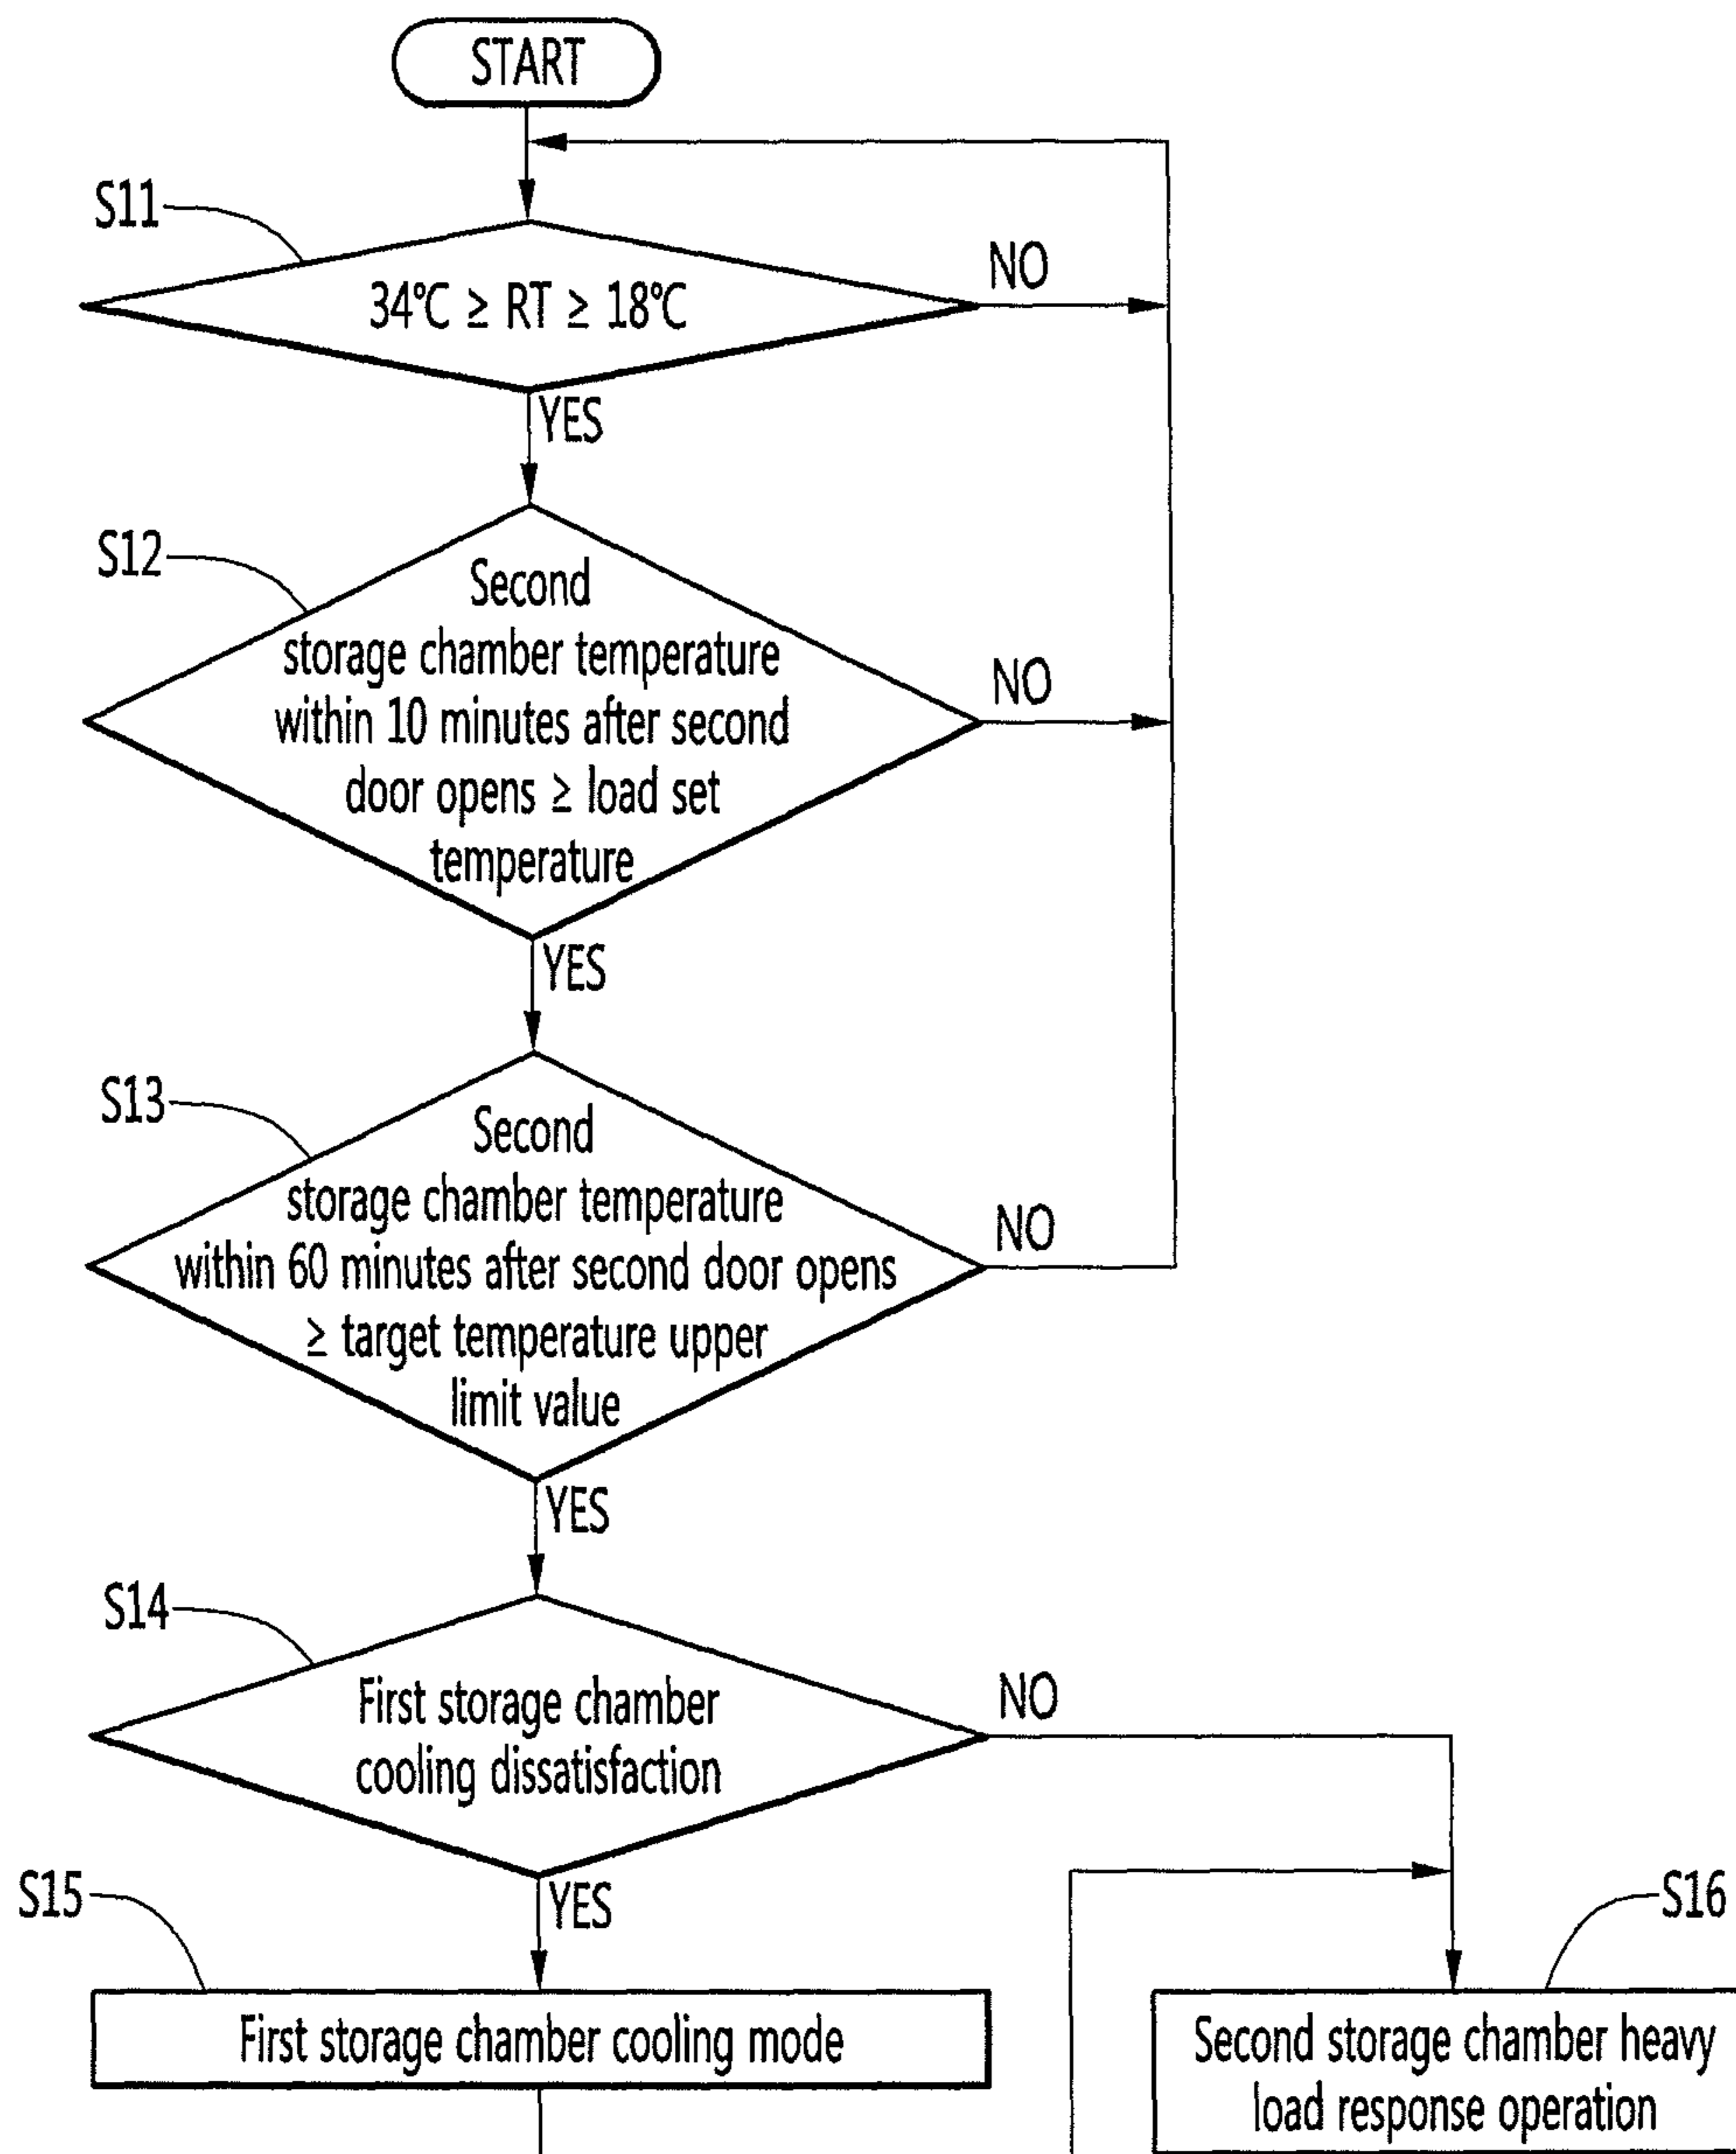 START
S11
34°C ≥ RT ≥ 18°C
NO
YES
S12
Second
storage chamber temperature
within 10 minutes after second
door opens ≥ load set
temperature
NO
YES
S13
Second
storage chamber temperature
within 60 minutes after second door opens
≥ target temperature upper
limit value
NO
YES
S14
First storage chamber
cooling dissatisfaction
NO
YES
S15
First storage chamber cooling mode
S16
Second storage chamber heavy
load response operation